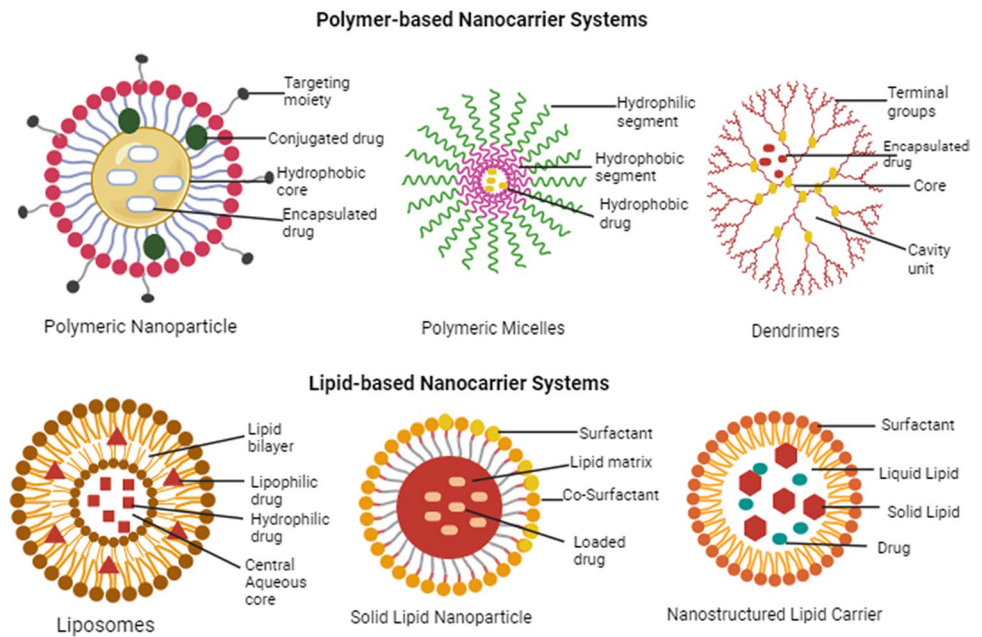 Polymer-based Nanocarrier Systems
Targeting
moiety
Conjugated drug
Hydrophobic
core
Encapsulated
drug
Polymeric Nanoparticle
Hydrophilic
segment
Hydrophobic
segment
Hydrophobic
drug
Polymeric Micelles
Terminal
groups
Encapsulated
drug
Core
Cavity
unit
Dendrimers
Lipid-based Nanocarrier Systems
Lipid
bilayer
Lipophilic
drug
Hydrophilic
drug
Central
Aqueous
core
Liposomes
Surfactant
Lipid matrix
Co-Surfactant
Loaded
drug
Solid Lipid Nanoparticle
Surfactant
Liquid Lipid
Solid Lipid
Drug
Nanostructured Lipid Carrier